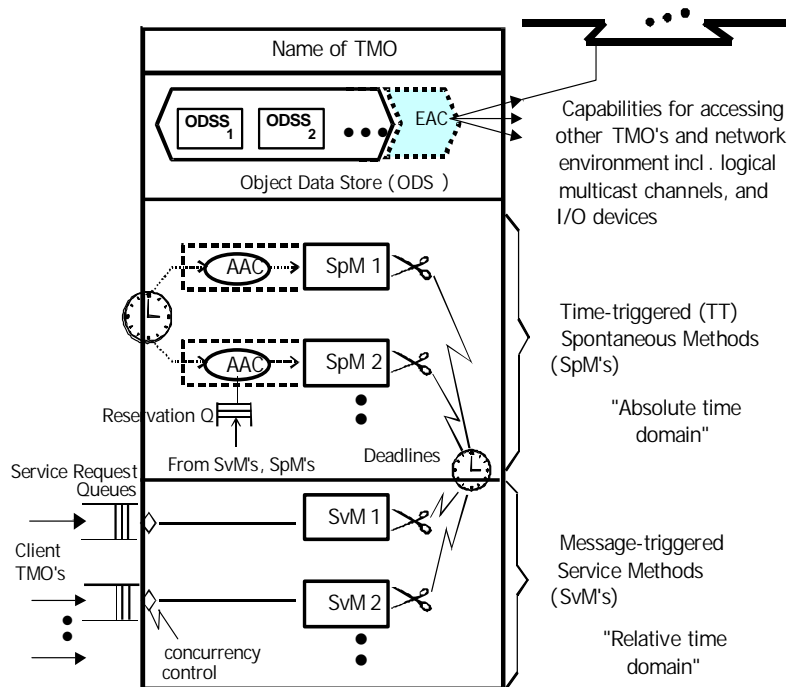 Name of TMO
ODSS 1
ODSS 2
EAC
Object Data Store (ODS )
Capabilities for accessing
other TMO's and network
environment incl . logical
multicast channels, and
I/O devices
AAC
SpM 1
AAC
SpM 2
Reservation Q
From SvM's, SpM's
Deadlines
Time-triggered (TT)
Spontaneous Methods
(SpM's)
"Absolute time
domain"
Service Request
Queues
Client
TMO's
SvM 1
SvM 2
concurrency
control
Message-triggered
Service Methods
(SvM's)
"Relative time
domain"